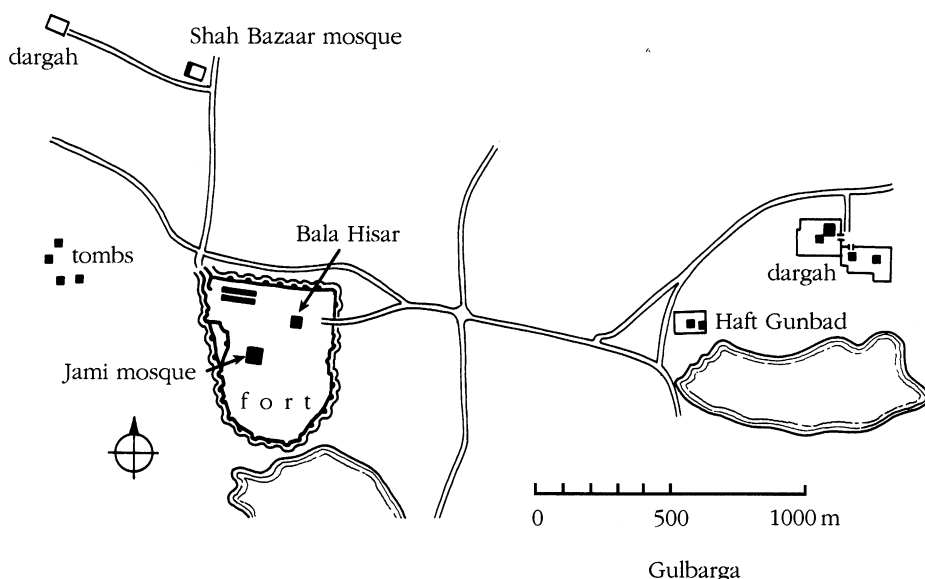 Shah Bazaar mosque
dargah
tombs
Bala Hisar
dargah
Haft Gunbad
Jami mosque
fort
0 500 1000 m
Gulbarga